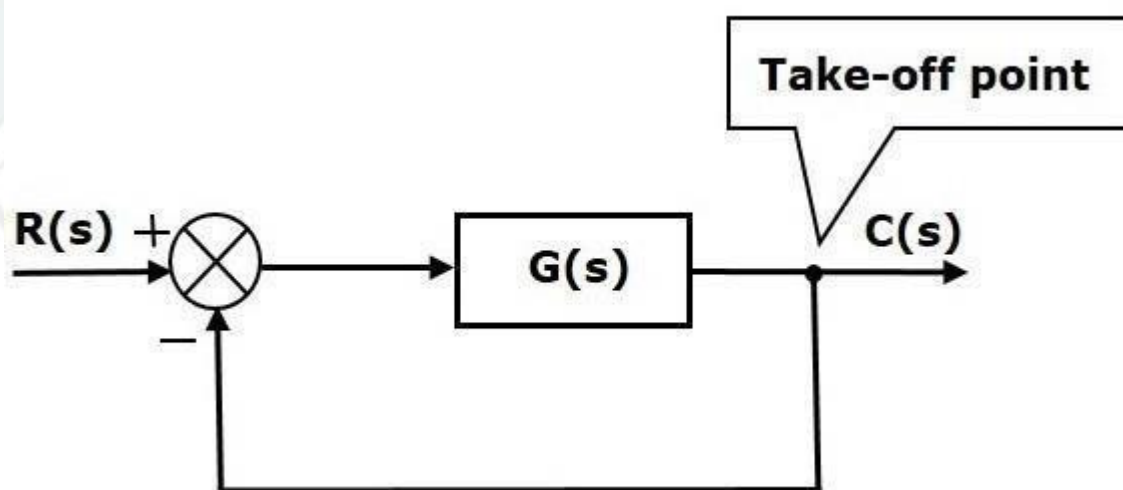 Take-off point
R(s) +
G(s)
C(s)
−